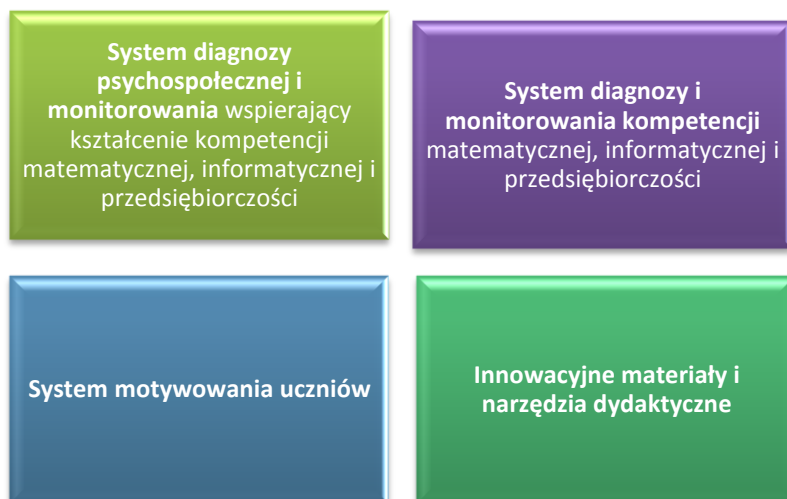 System diagnozy
psychospołecznej i
monitorowania wspierający
kształcenie kompetencji
matematycznej, informatycznej i
przedsiębiorczości
System diagnozy i
monitorowania kompetencji
matematycznej, informatycznej i
przedsiębiorczości
System motywowania uczniów
Innowacyjne materiały i
narzędzia dydaktyczne